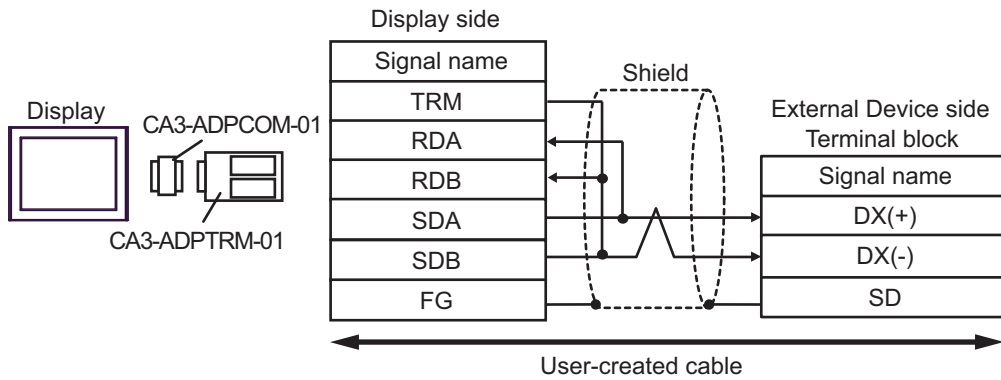 Display side
Signal name
TRM
RDA
RDB
SDA
SDB
FG
Shield
Display
CA3-ADPCOM-01
CA3-ADPTRM-01
External Device side
Terminal block
Signal name
DX(+)
DX(-)
SD
User-created cable